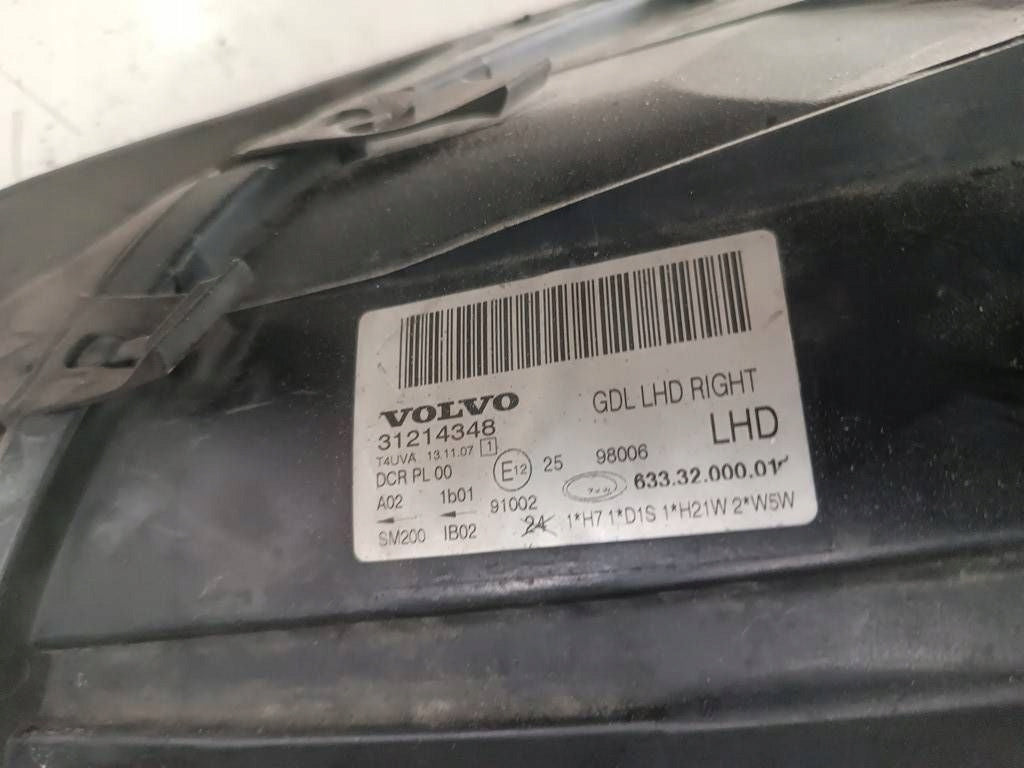 VOLVO GDL LHD RIGHT
31214348 LHD
T4UVA 13.11.07 1
DCR PL 00 E12 25 98006
633.32.000.01
A02 1b01 91002
SM200 IB02 24 1*H7 1*D1S 1*H21W 2*W5W